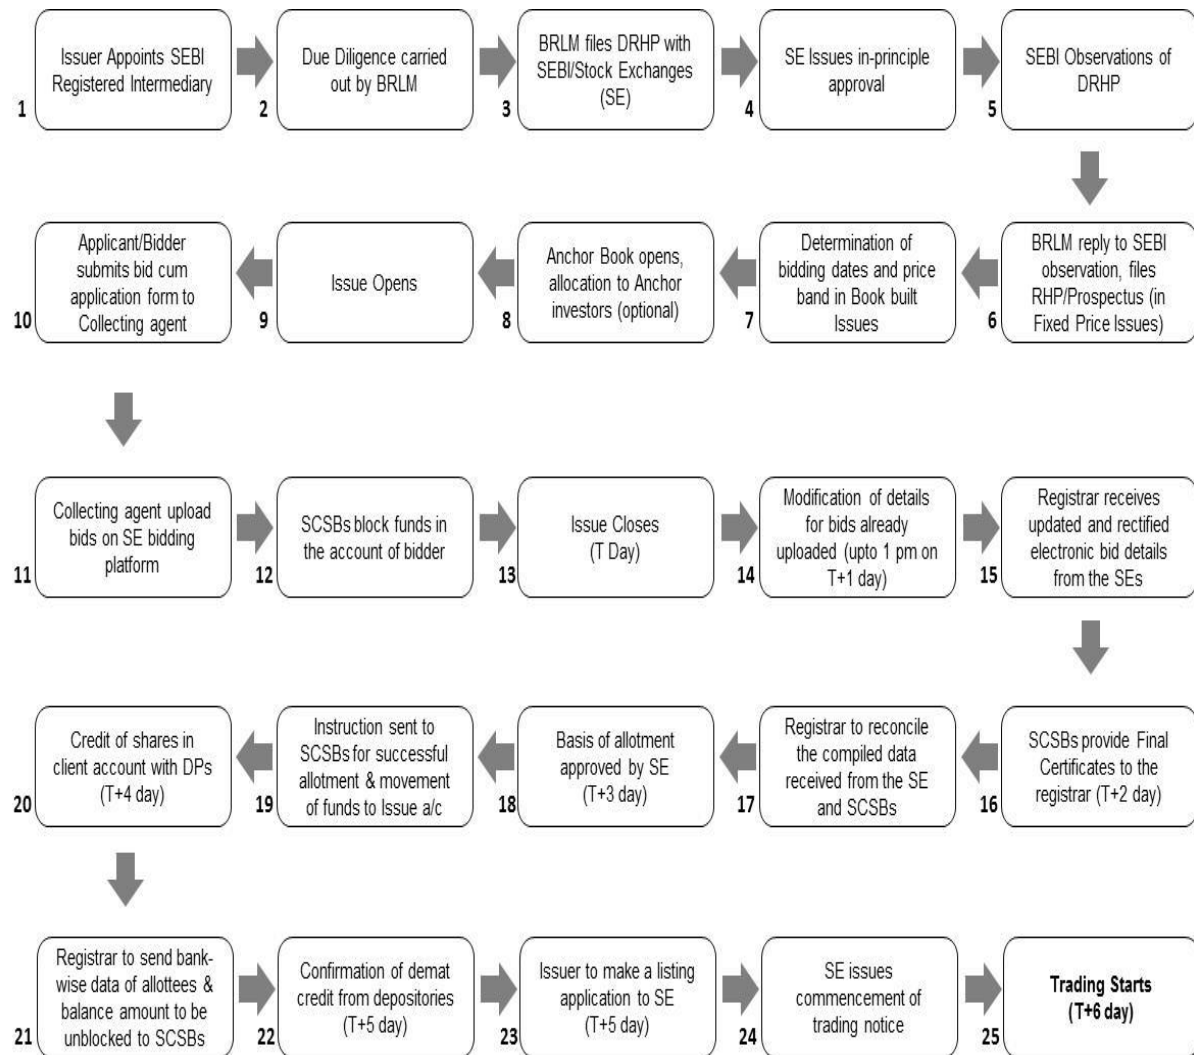 1
Issuer Appoints SEBI
Registered Intermediary
2
Due Diligence carried
out by BRLM
3
BRLM files DRHP with
SEBI/Stock Exchanges
(SE)
4
SE Issues in-principle
approval
5
SEBI Observations of
DRHP
6
BRLM reply to SEBI
observation, files
RHP/Prospectus (in
Fixed Price Issues)
7
Determination of
bidding dates and price
band in Book built
Issues
8
Anchor Book opens,
allocation to Anchor
investors (optional)
9
Issue Opens
10
Applicant/Bidder
submits bid cum
application form to
Collecting agent
11
Collecting agent upload
bids on SE bidding
platform
12
SCSBs block funds in
the account of bidder
13
Issue Closes
(T Day)
14
Modification of details
for bids already
uploaded (upto 1 pm on
T+1 day)
15
Registrar receives
updated and rectified
electronic bid details
from the SEs
16
SCSBs provide Final
Certificates to the
registrar (T+2 day)
17
Registrar to reconcile
the compiled data
received from the SE
and SCSBs
18
Basis of allotment
approved by SE
(T+3 day)
19
Instruction sent to
SCSBs for successful
allotment & movement
of funds to Issue a/c
20
Credit of shares in
client account with DPs
(T+4 day)
21
Registrar to send bank-
wise data of allottees &
balance amount to be
unblocked to SCSBs
22
Confirmation of demat
credit from depositories
(T+5 day)
23
Issuer to make a listing
application to SE
(T+5 day)
24
SE issues
commencement of
trading notice
25
Trading Starts
(T+6 day)